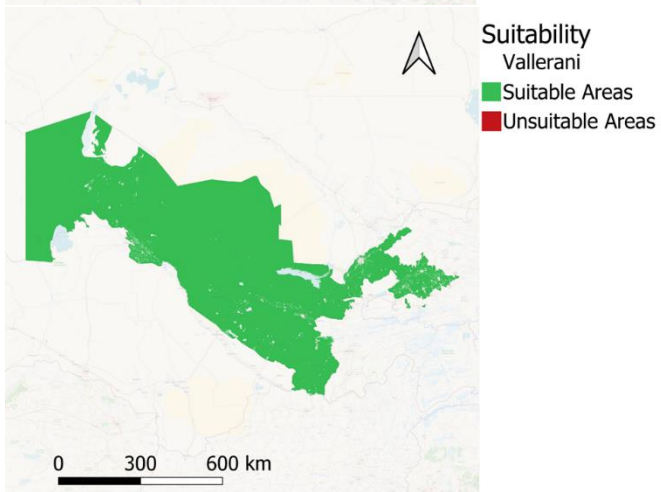 Suitability
Vallerani
Suitable Areas
Unsuitable Areas
0 300 600 km